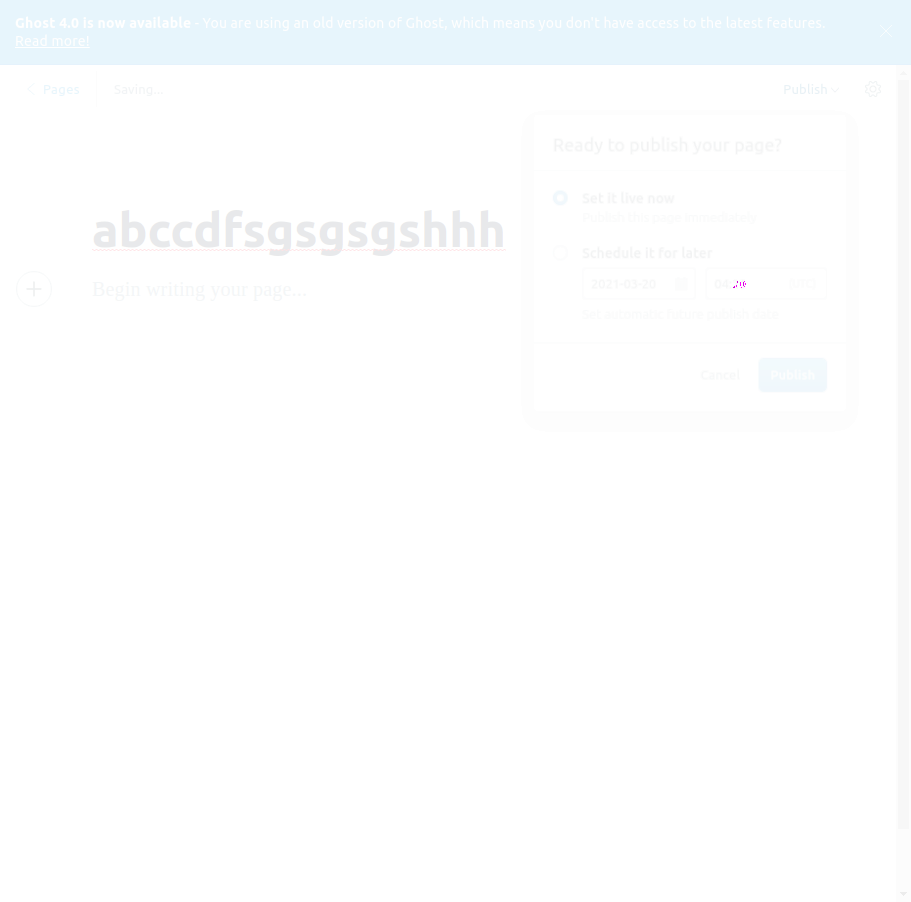 Ghost 4.0 is now available - You are using an old version of Ghost, which means you don't have access to the latest features.
Read more!
Pages
Saving...
Publish
Ready to publish your page?
abccdfsgsgsgshhh
Begin writing your page...
Set it live now
Publish this page immediately
Schedule it for later
2021-03-20
(UTC)
Set automatic future publish date
Cancel
Publish